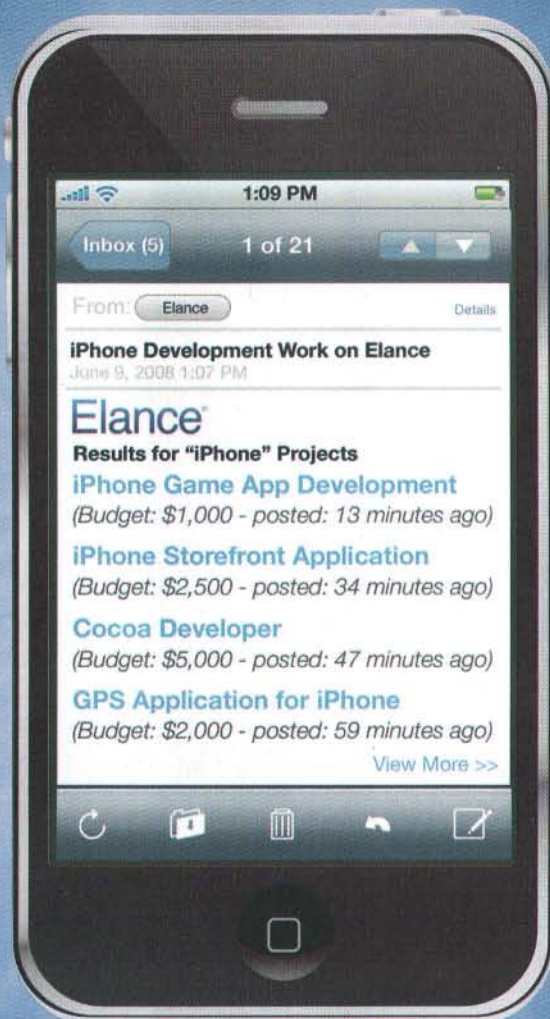 1:09 PM
Inbox (5)
1 of 21
From: Elance
Details
iPhone Development Work on Elance
June 9, 2008 1:07 PM
Elance®
Results for “iPhone” Projects
iPhone Game App Development
(Budget: $1,000 - posted: 13 minutes ago)
iPhone Storefront Application
(Budget: $2,500 - posted: 34 minutes ago)
Cocoa Developer
(Budget: $5,000 - posted: 47 minutes ago)
GPS Application for iPhone
(Budget: $2,000 - posted: 59 minutes ago)
View More >>